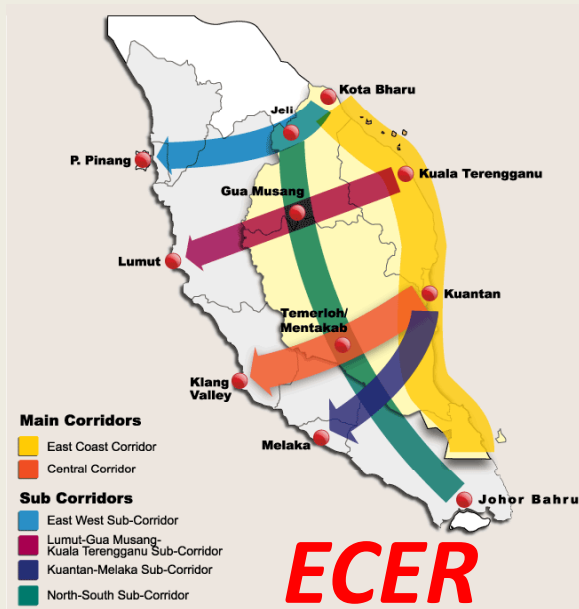 Kota Bharu
Jeli
P. Pinang
Kuala Terengganu
Gua Musang
Lumut
Kuantan
Temerloh/
Mentakab
Klang
Valley
Melaka
Johor Bahru
Main Corridors
East Coast Corridor
Central Corridor
Sub Corridors
East West Sub-Corridor
Lumut-Gua Musang-
Kuala Terengganu Sub-Corridor
Kuantan-Melaka Sub-Corridor
North-South Sub-Corridor
ECER